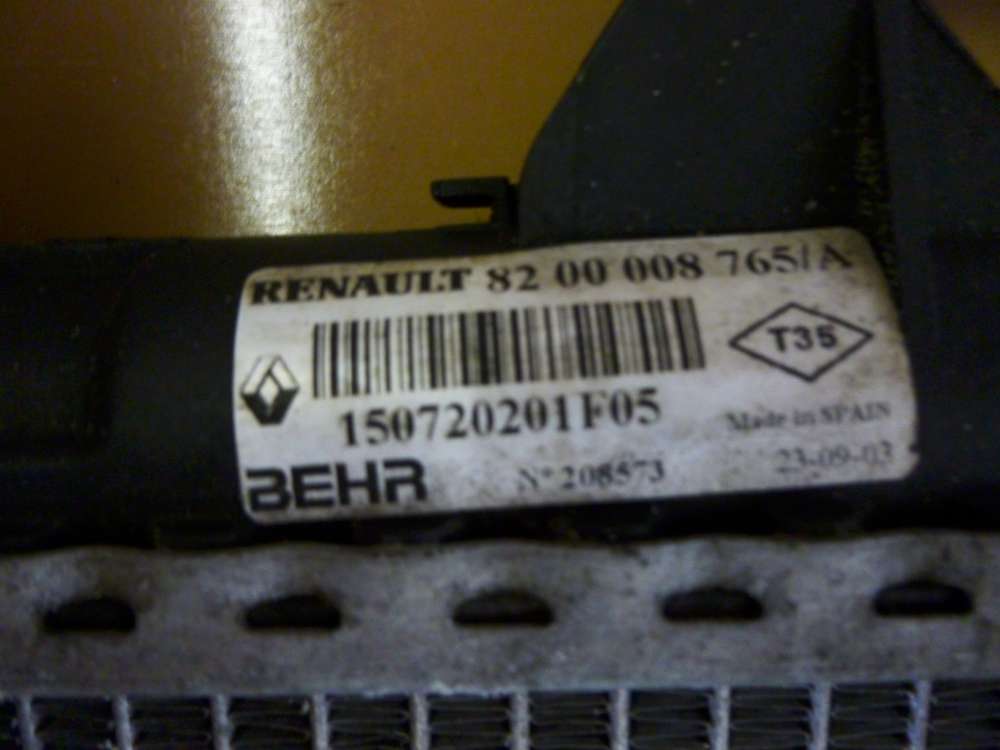 RENAULT 82 00 008 765/A
T35
150720201F05
Made in SPAIN
BEHR
N° 208573
23-09-03